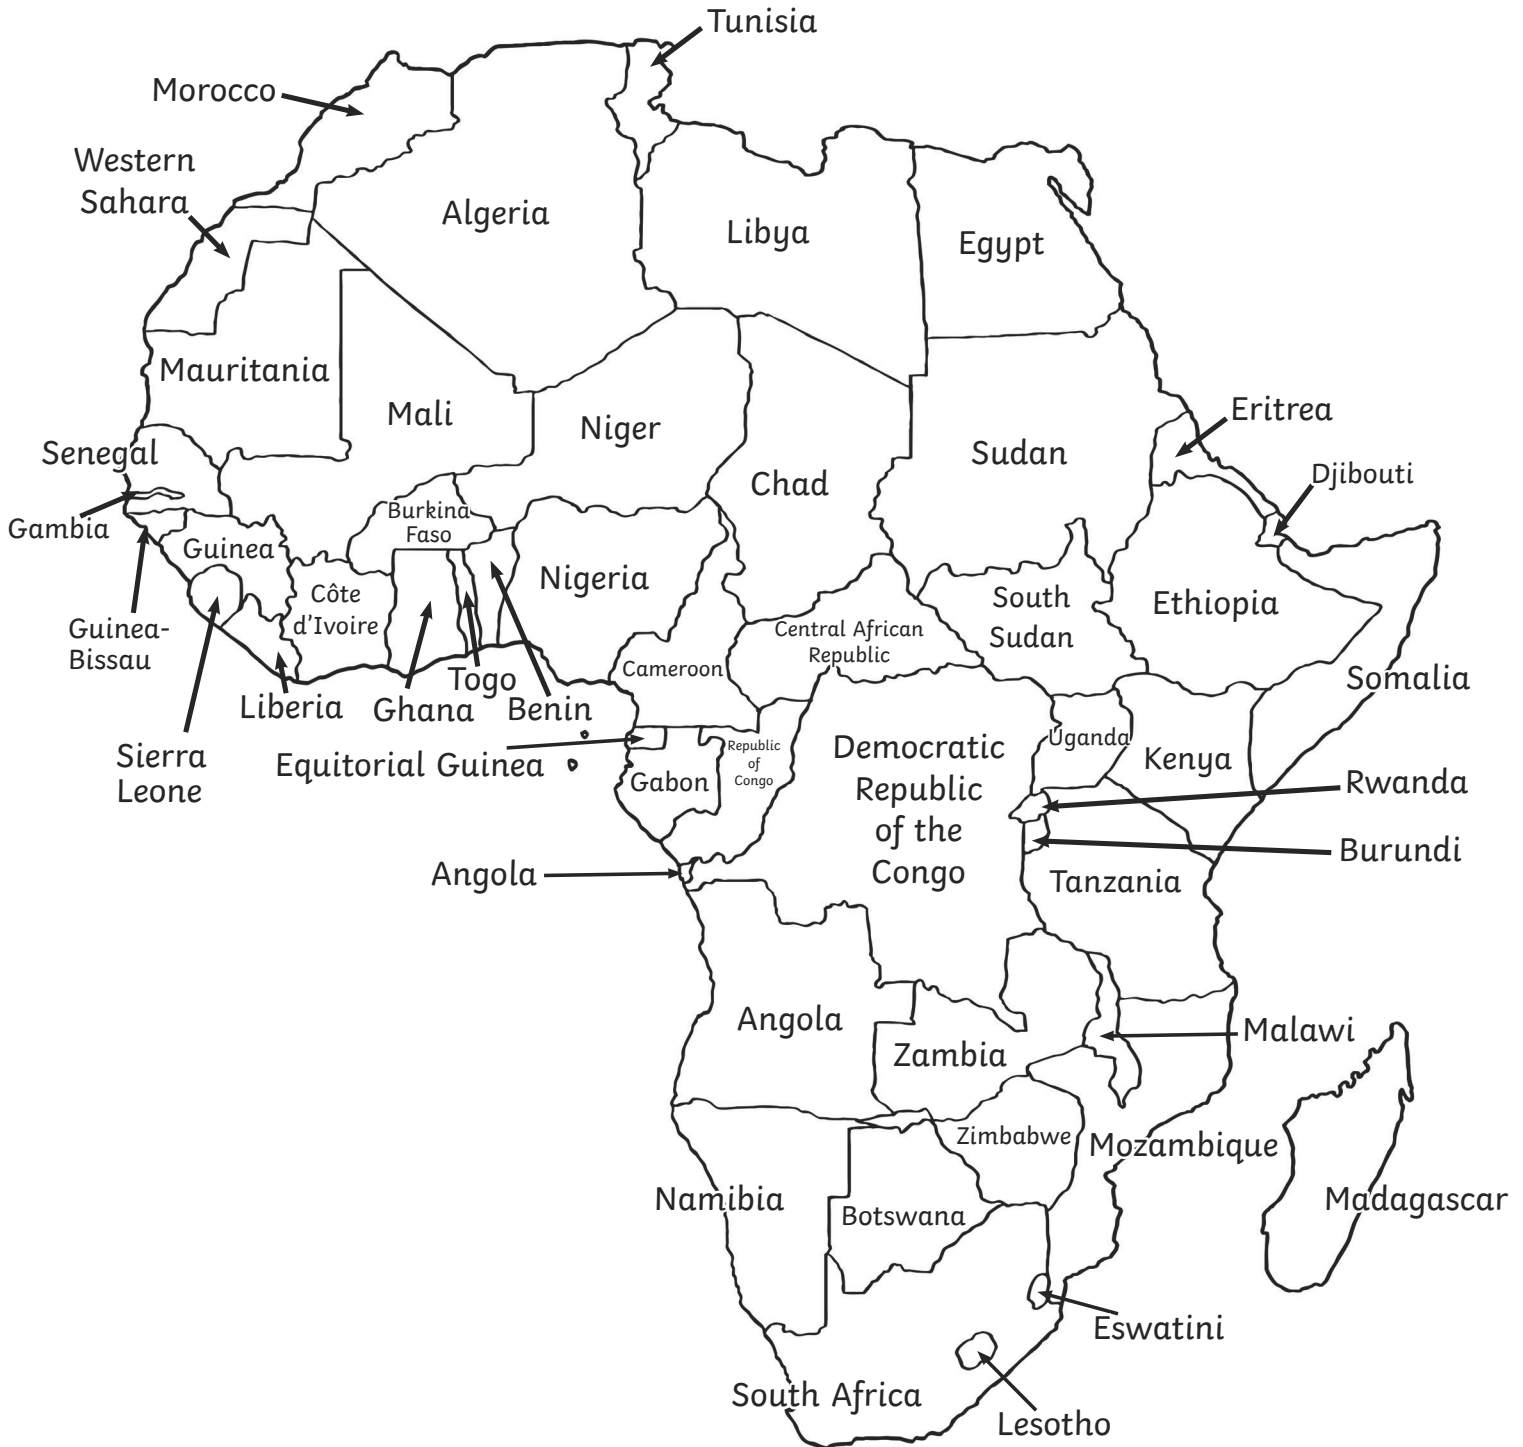 Tunisia
Morocco
Western
Sahara
Algeria
Libya
Egypt
Mauritania
Mali
Niger
Chad
Sudan
Eritrea
Djibouti
Senegal
Gambia
Guinea-
Bissau
Guinea
Sierra
Leone
Liberia
Côte
d'Ivoire
Burkina
Faso
Ghana
Togo
Benin
Nigeria
Cameroon
Central African
Republic
South
Sudan
Ethiopia
Somalia
Equitorial Guinea
Gabon
Republic
of
Congo
Democratic
Republic
of the
Congo
Uganda
Kenya
Rwanda
Burundi
Tanzania
Angola
Angola
Zambia
Malawi
Mozambique
Zimbabwe
Namibia
Botswana
Madagascar
Eswatini
South Africa
Lesotho